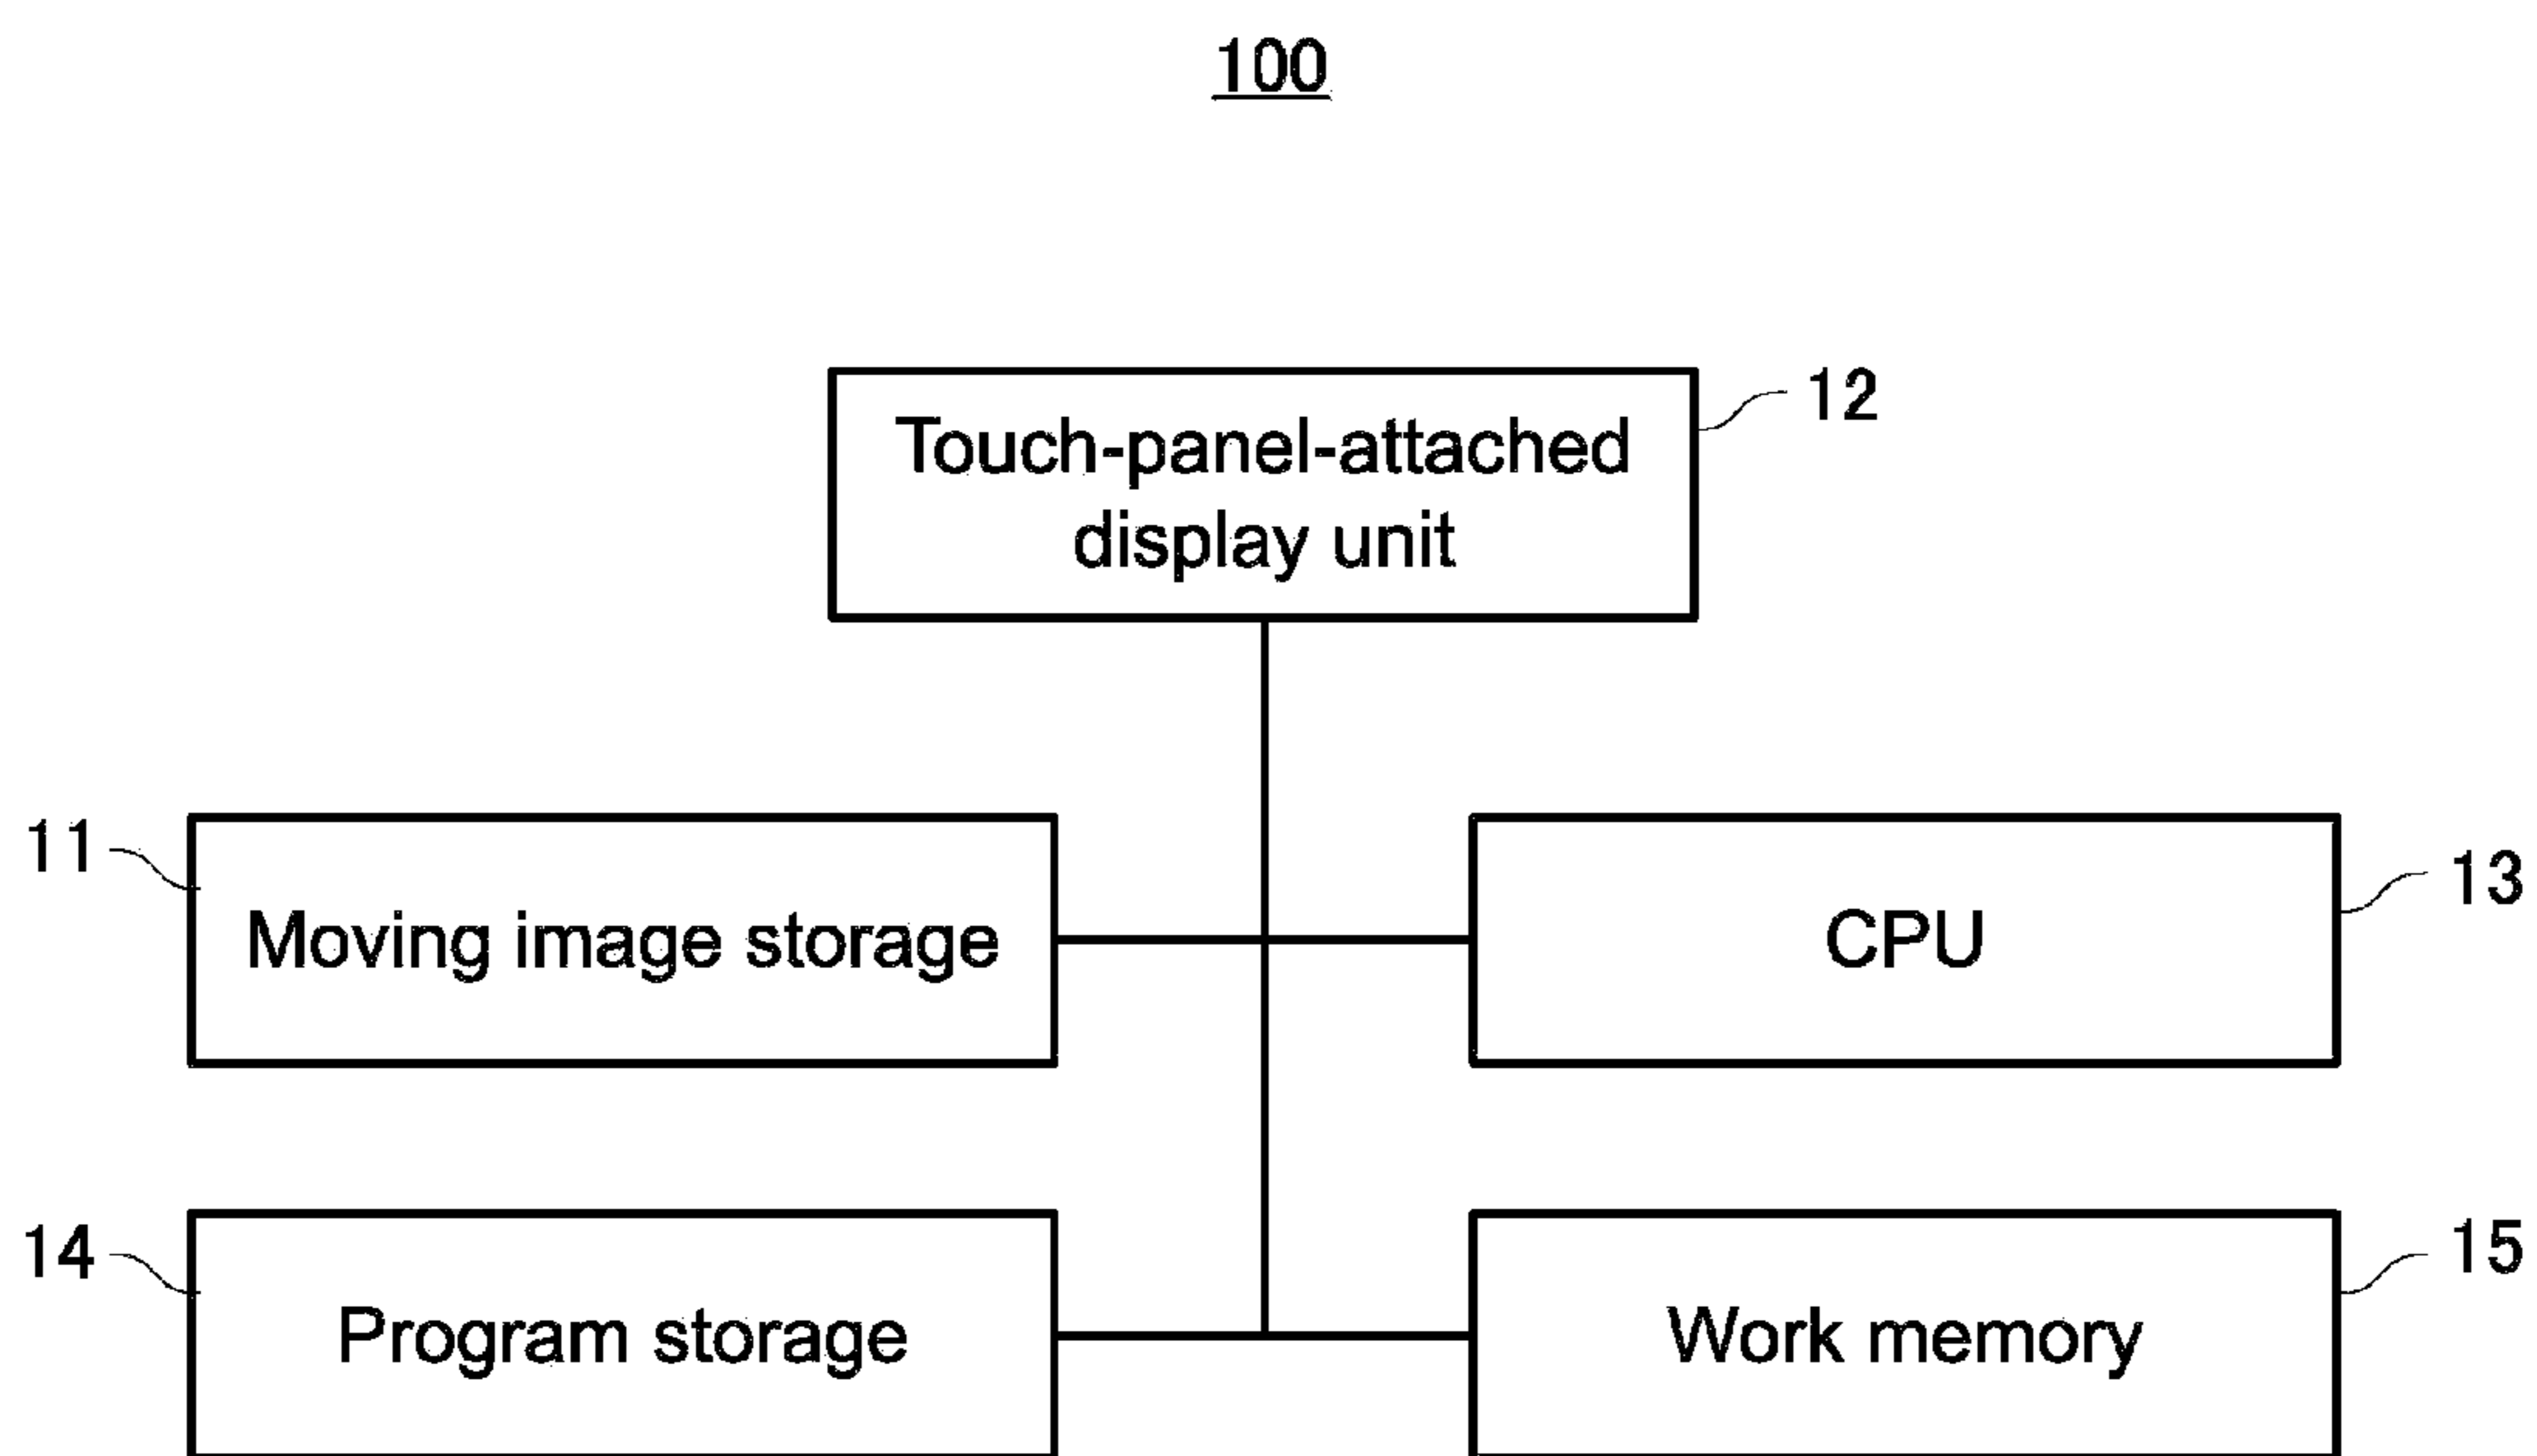 100
Touch-panel-attached
display unit
12
11
Moving image storage
CPU
13
14
Program storage
Work memory
15